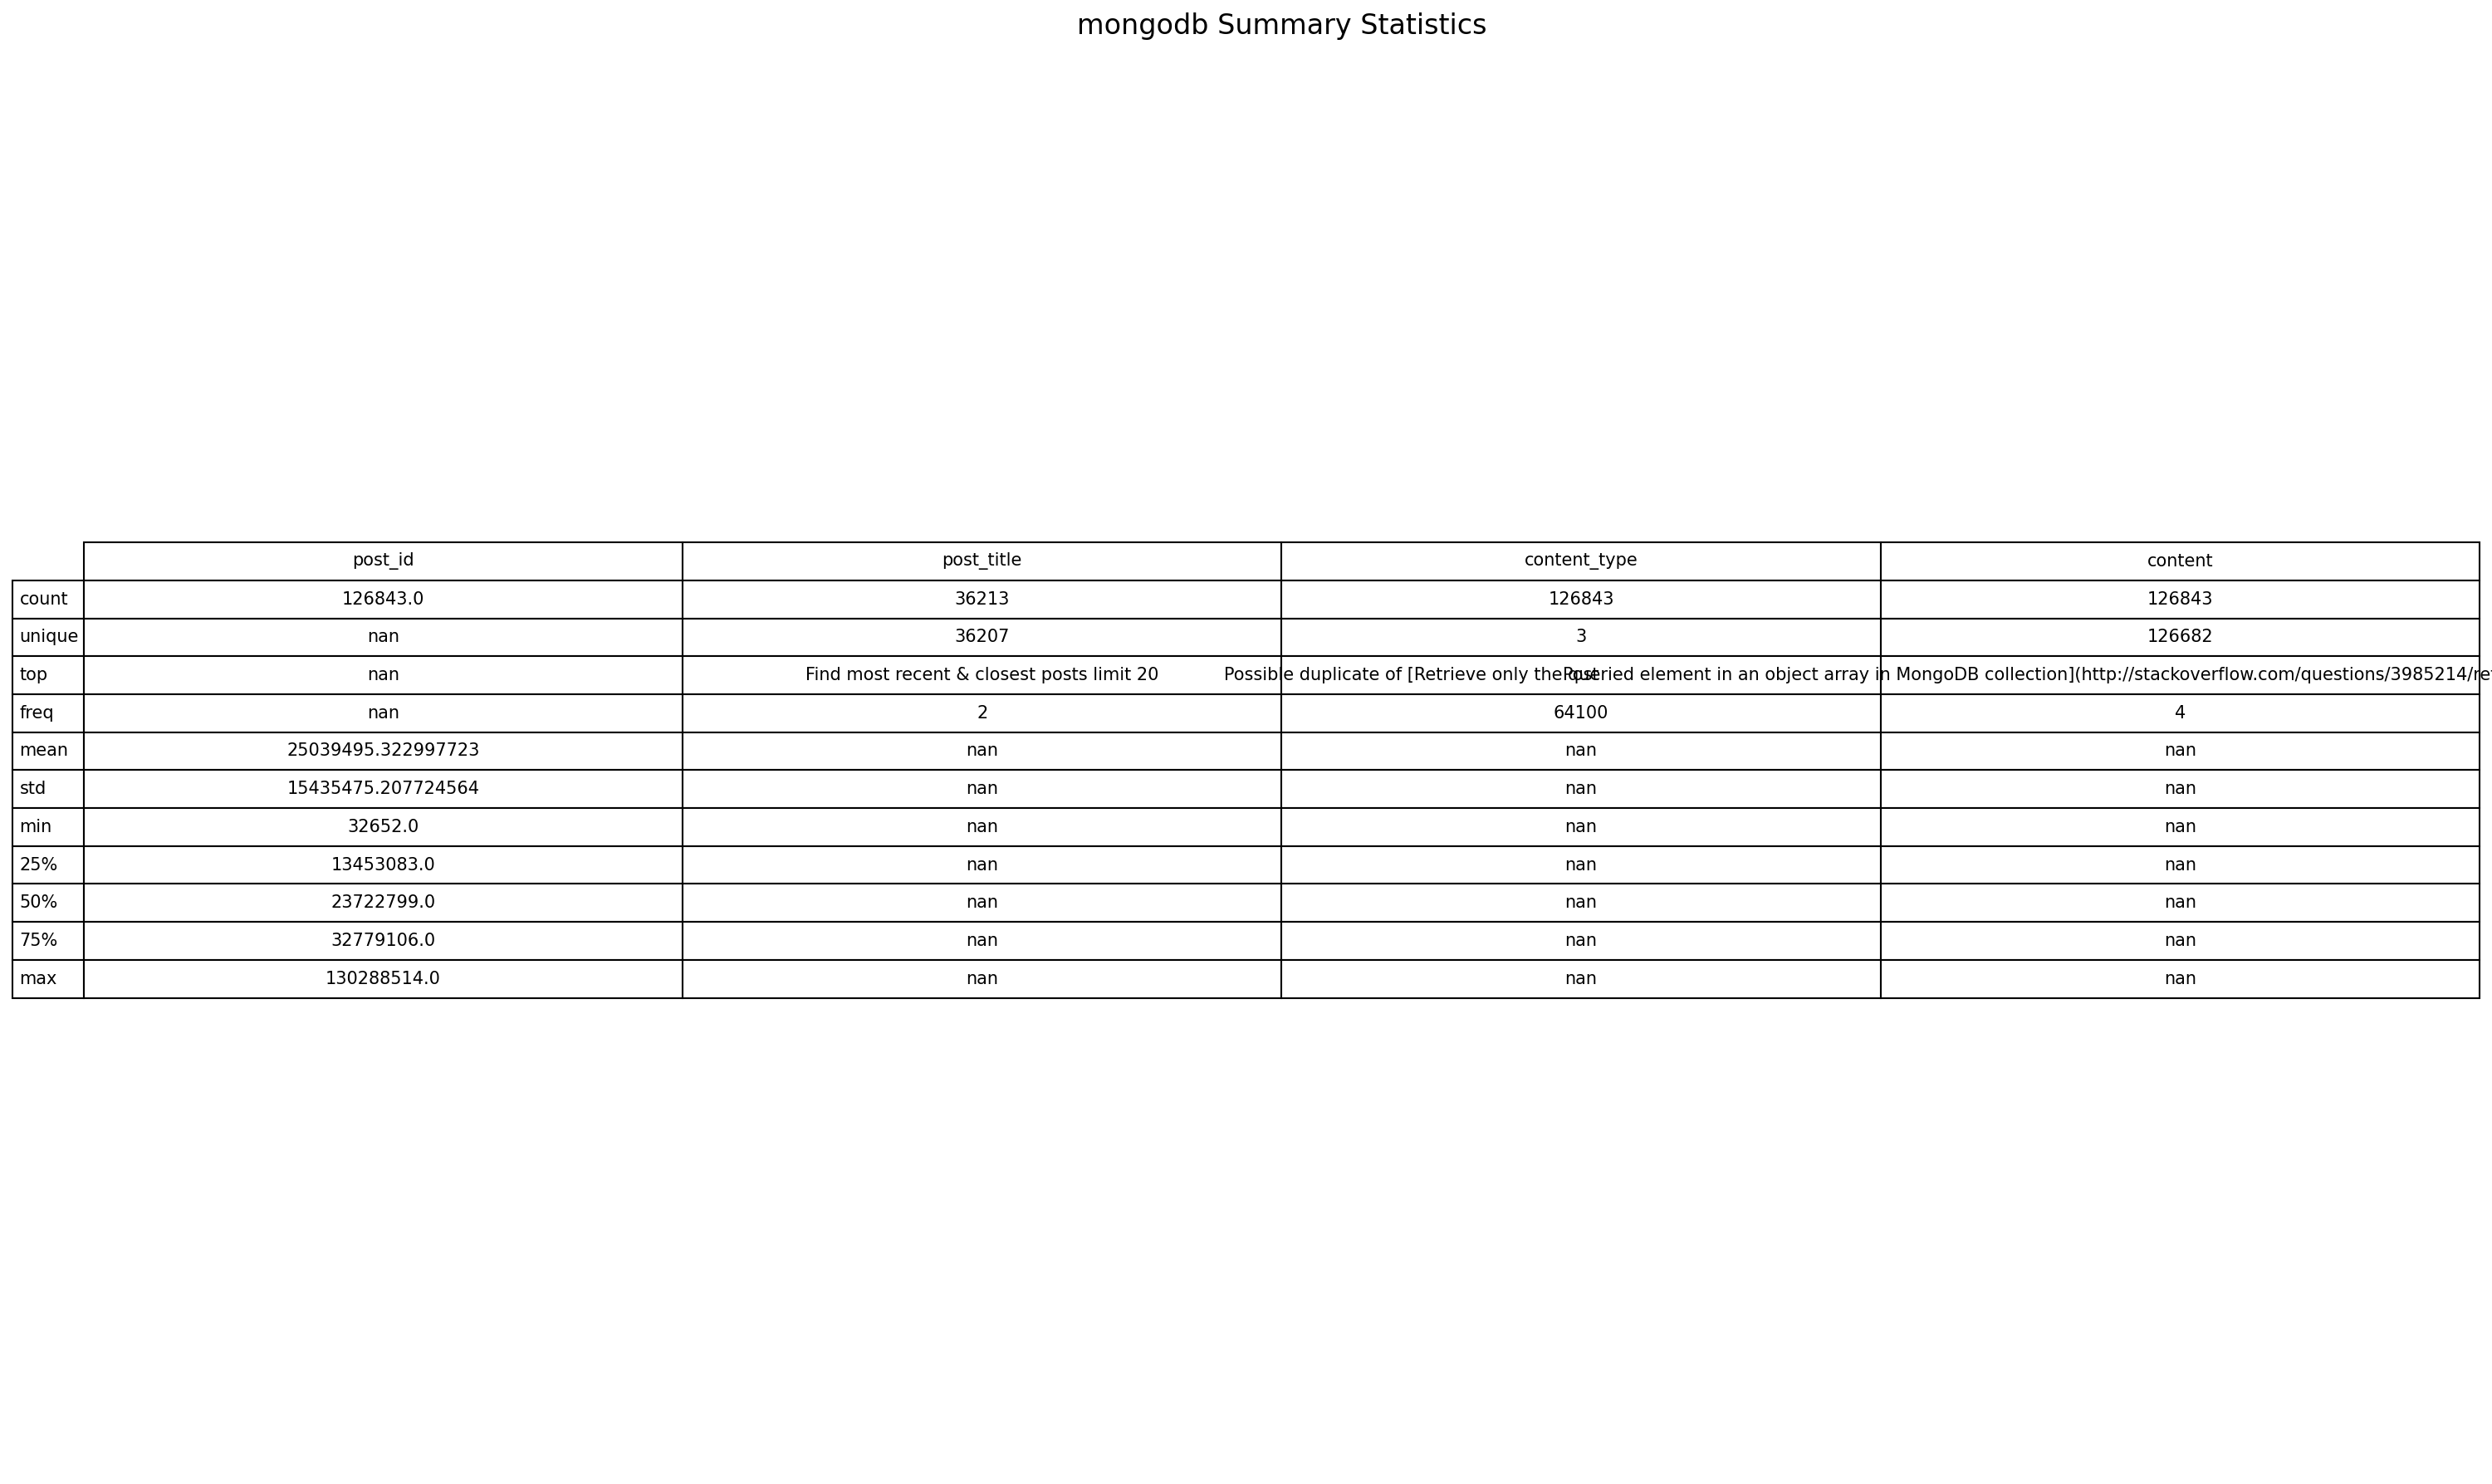 mongodb Summary Statistics
post_id post_title content_type content
count 126843.0 36213 126843 126843
unique nan 36207 3 126682
top nan Find most recent & closest posts limit 20 Post Possible duplicate of [Retrieve only the queried element in an object array in MongoDB collection](http://stackoverflow.com/questions/3985214/re
freq nan 2 64100 4
mean 25039495.322997723 nan nan nan
std 15435475.207724564 nan nan nan
min 32652.0 nan nan nan
25% 13453083.0 nan nan nan
50% 23722799.0 nan nan nan
75% 32779106.0 nan nan nan
max 130288514.0 nan nan nan